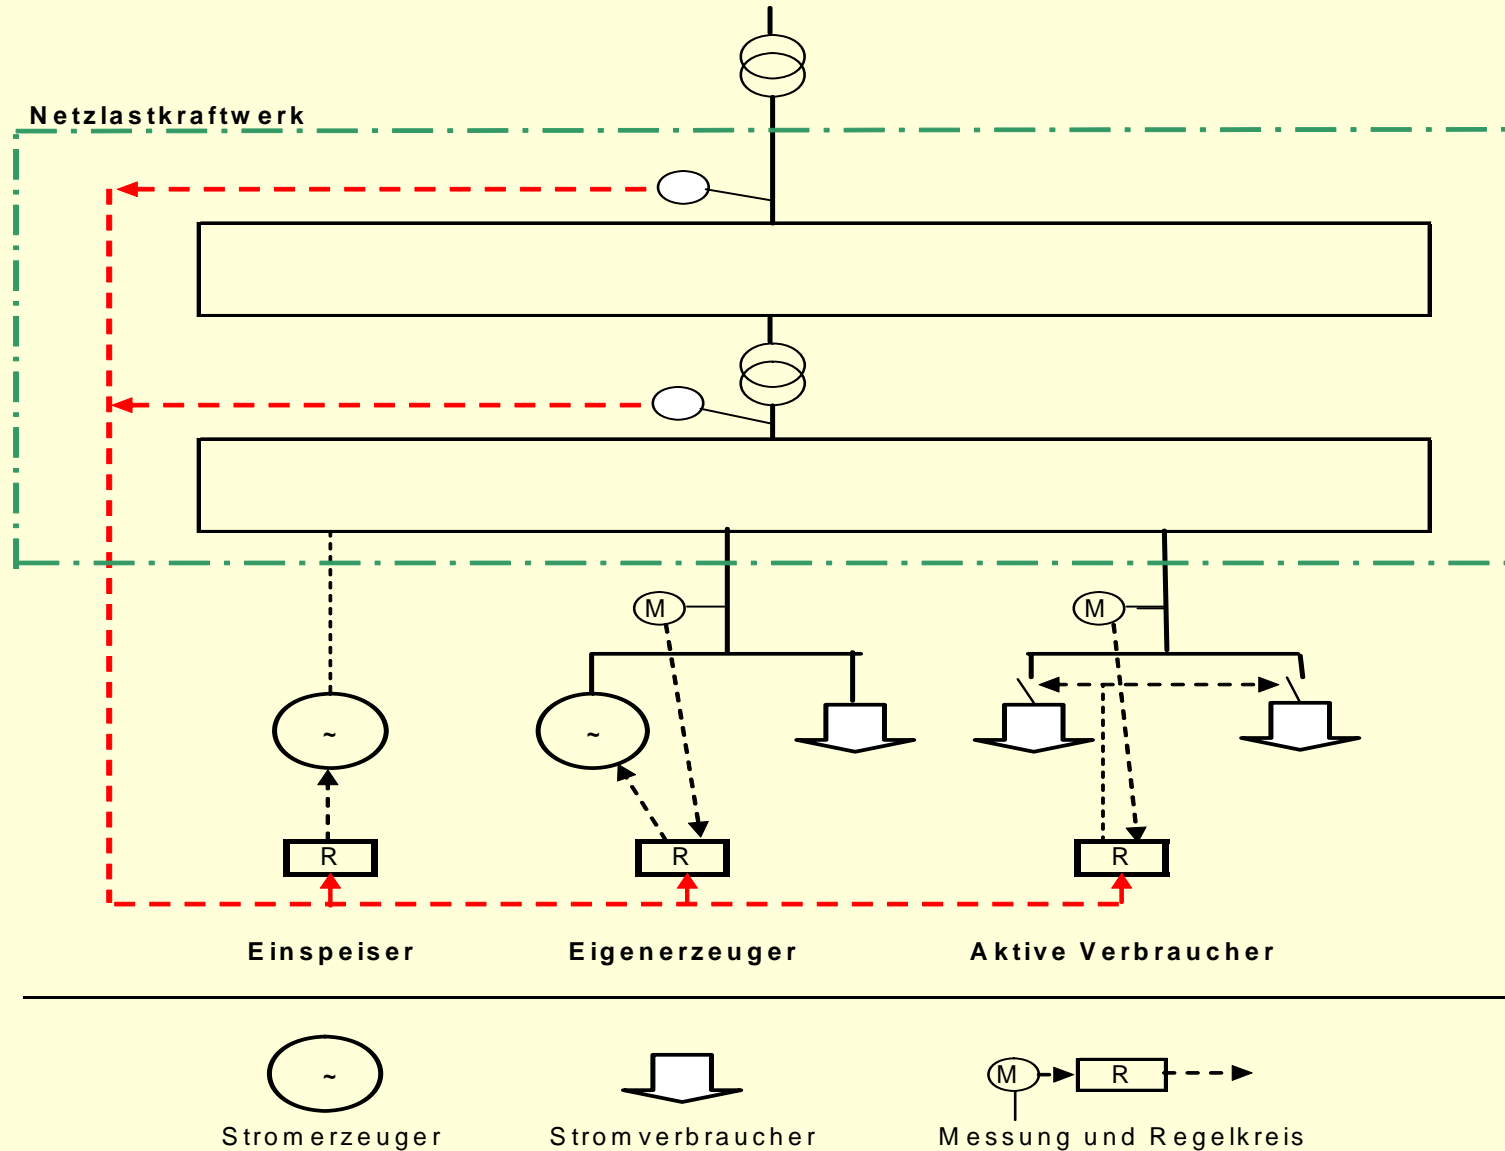 Netzlastkraftwerk
M M
~ ~
R R R
Einspeiser Eigenerzeuger Aktive Verbraucher
~ M R
Stromerzeuger Stromverbraucher Messung und Regelkreis